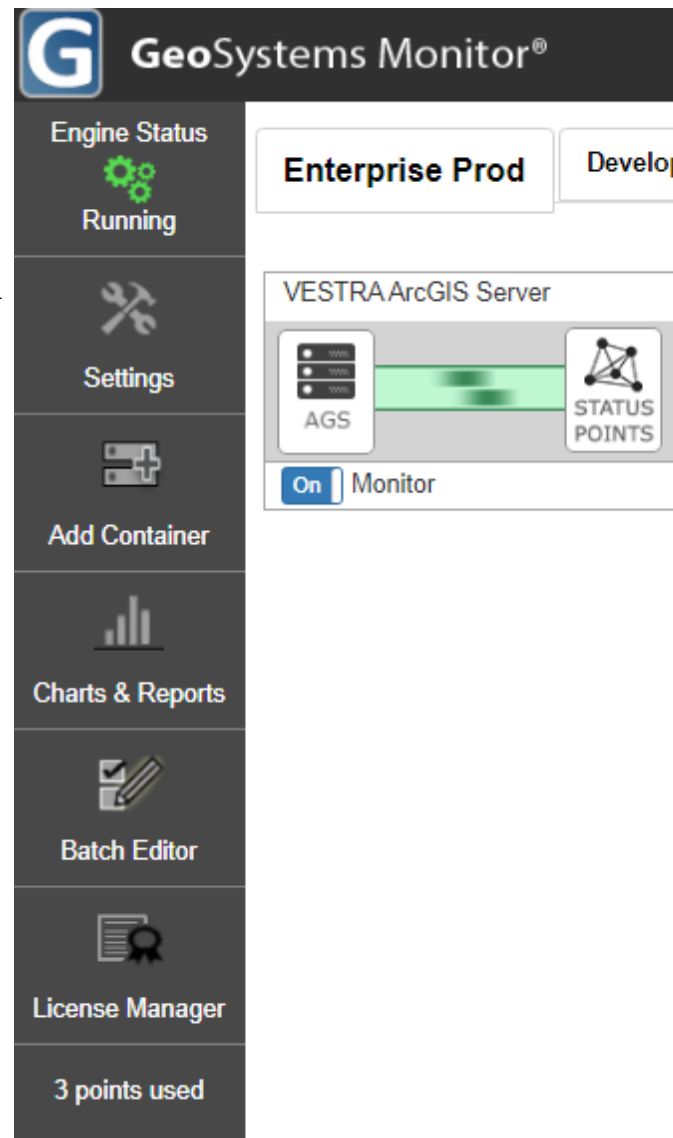 G GeoSystems Monitor®
Engine Status
Running
Settings
Add Container
Charts & Reports
Batch Editor
License Manager
3 points used
Enterprise Prod
VESTRA ArcGIS Server
AGS
STATUS
POINTS
On Monitor